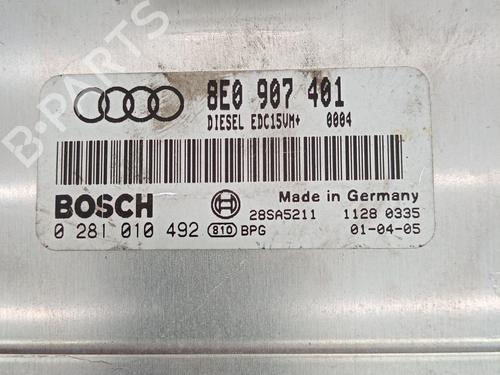 B-PARTS
8E0 907 401
DIESEL EDC15VM+ 0004
BOSCH
Made in Germany
28SA5211 1128 0335
0 281 010 492 810 BPG 01-04-05